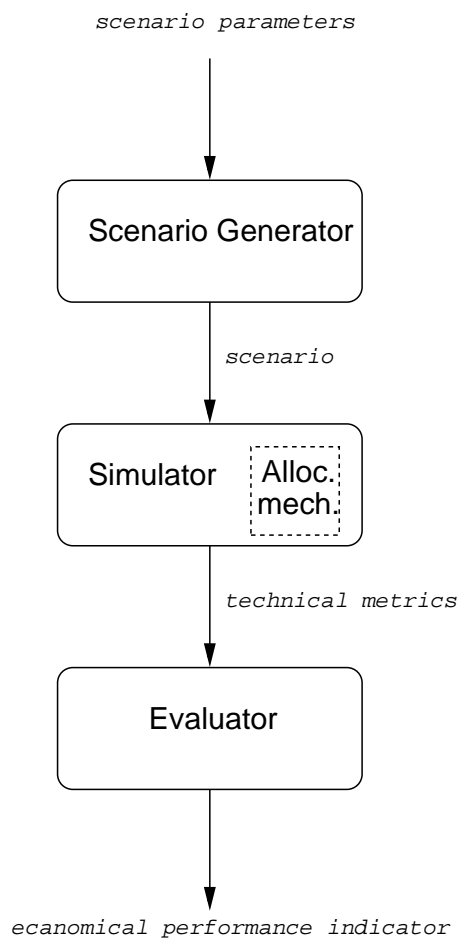 scenario parameters
Scenario Generator
scenario
Simulator
Alloc.
mech.
technical metrics
Evaluator
ecanomical performance indicator